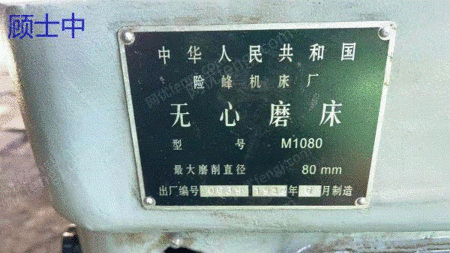 顾士中
中华人民共和国
险峰机床厂
无心磨床
型号 M1080
最大磨削直径 80 mm
出厂编号 年 月制造